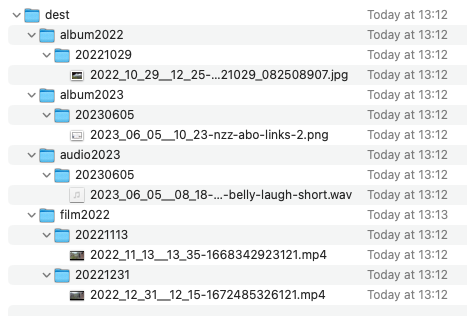 dest Today at 13:12
album2022 Today at 13:12
20221029 Today at 13:12
2022_10_29__12_25-...21029_082508907.jpg Today at 13:12
album2023 Today at 13:12
20230605 Today at 13:12
2023_06_05__10_23-nzz-abo-links-2.png Today at 13:12
audio2023 Today at 13:12
20230605 Today at 13:12
2023_06_05__08_18-...-belly-laugh-short.wav Today at 13:12
film2022 Today at 13:13
20221113 Today at 13:12
2022_11_13__13_35-1668342923121.mp4 Today at 13:12
20221231 Today at 13:12
2022_12_31__12_15-1672485326121.mp4 Today at 13:12